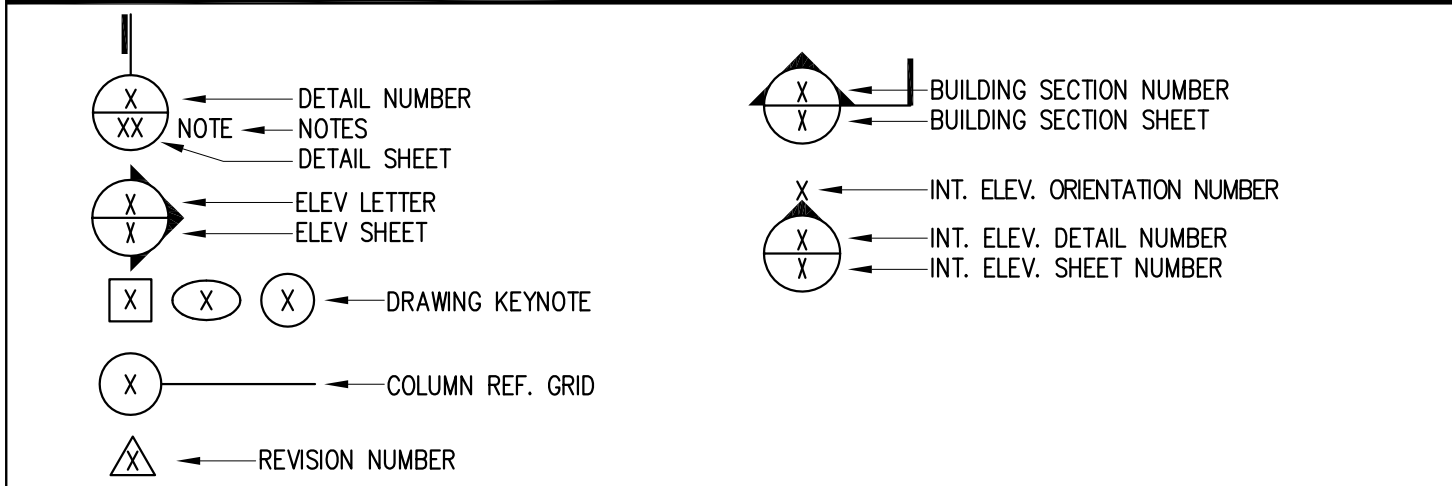 X
DETAIL NUMBER
XX NOTE NOTES
DETAIL SHEET
X
ELEV LETTER
X
ELEV SHEET
X X X DRAWING KEYNOTE
X COLUMN REF. GRID
X REVISION NUMBER
X
BUILDING SECTION NUMBER
X
BUILDING SECTION SHEET
X INT. ELEV. ORIENTATION NUMBER
X INT. ELEV. DETAIL NUMBER
X INT. ELEV. SHEET NUMBER